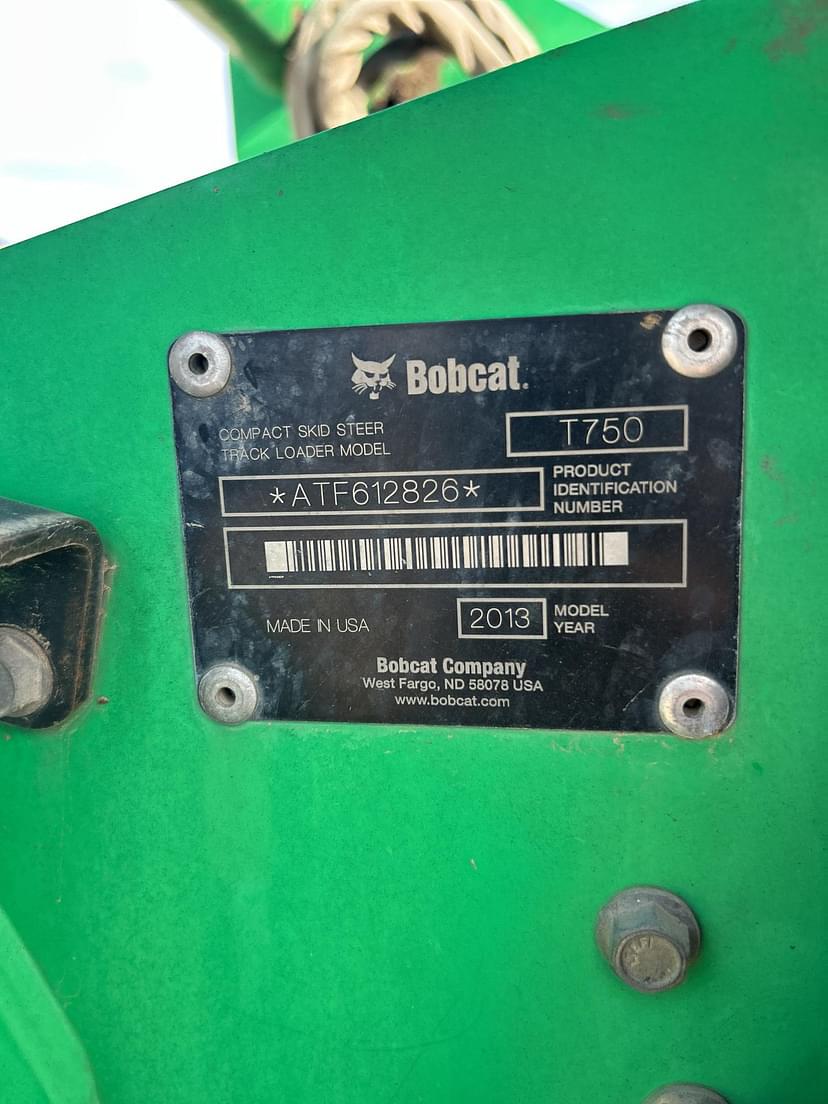 Bobcat.
COMPACT SKID STEER
TRACK LOADER MODEL
T750
*ATF612826*
PRODUCT
IDENTIFICATION
NUMBER
MADE IN USA
2013
MODEL
YEAR
Bobcat Company
West Fargo, ND 58078 USA
www.bobcat.com